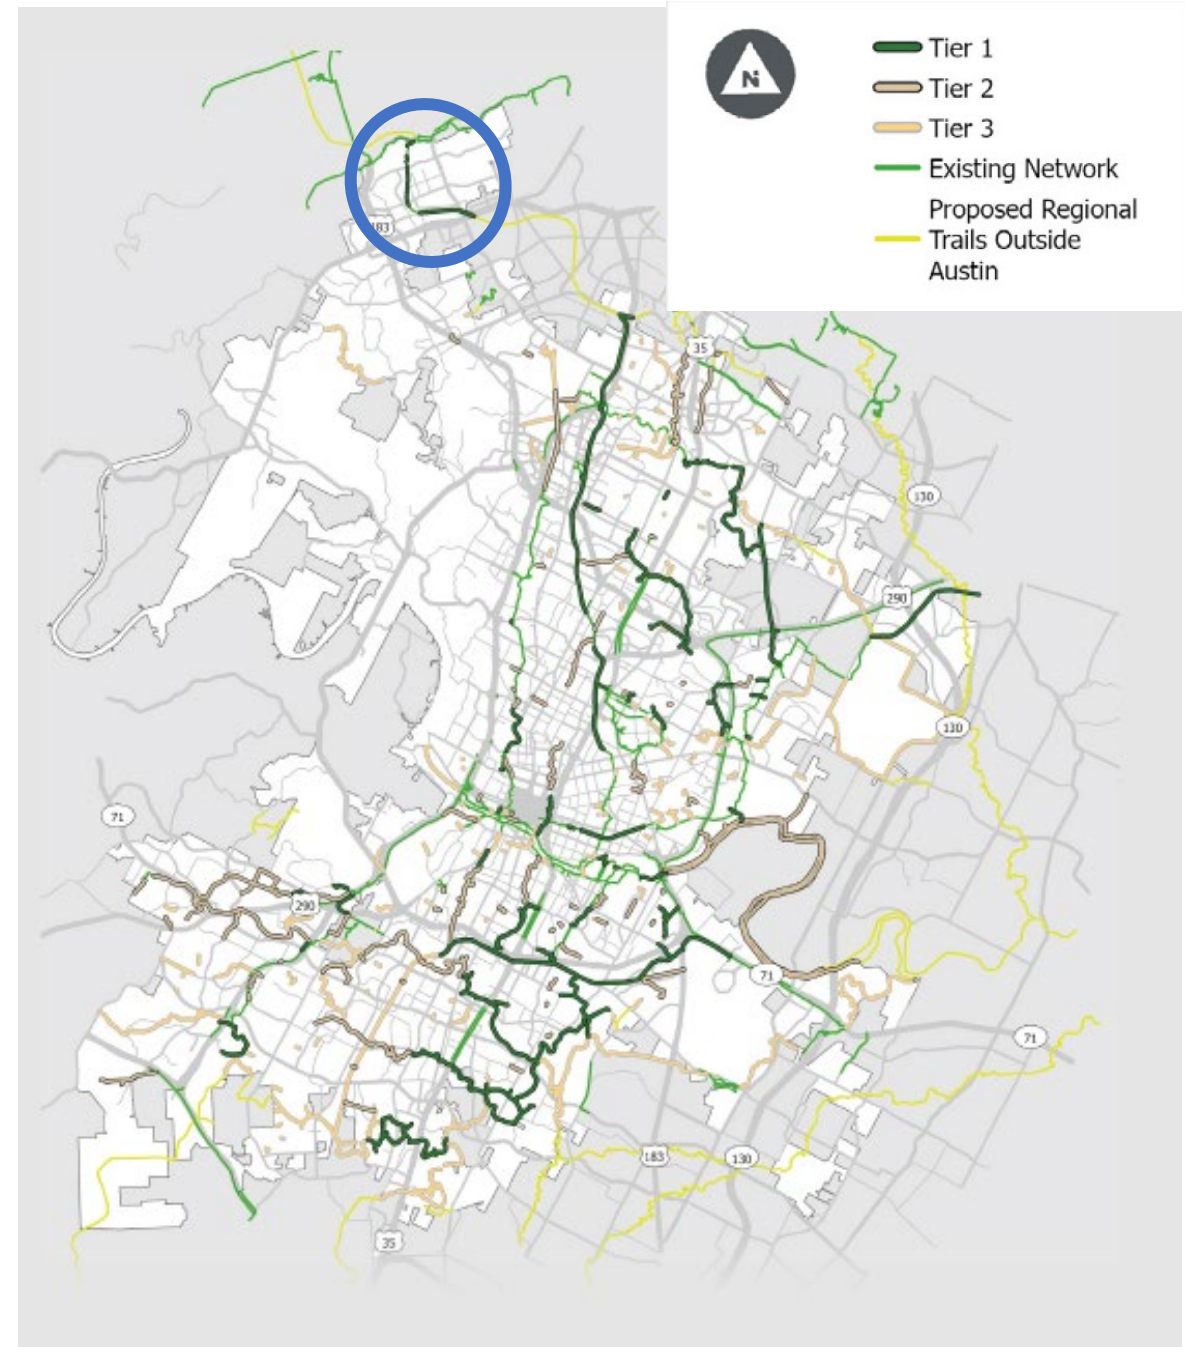 N
Tier 1
Tier 2
Tier 3
Existing Network
Proposed Regional
Trails Outside
Austin
183
35
130
290
130
71
290
71
71
183
130
35